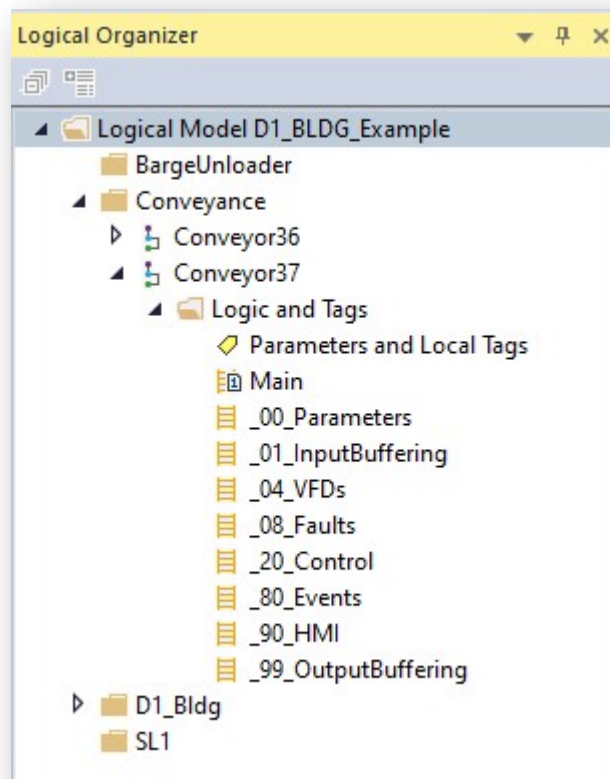 Logical Organizer
Logical Model D1_BLDG_Example
BargeUnloader
Conveyance
Conveyor36
Conveyor37
Logic and Tags
Parameters and Local Tags
Main
_00_Parameters
_01_InputBuffering
_04_VFDs
_08_Faults
_20_Control
_80_Events
_90_HMI
_99_OutputBuffering
D1_Bldg
SL1